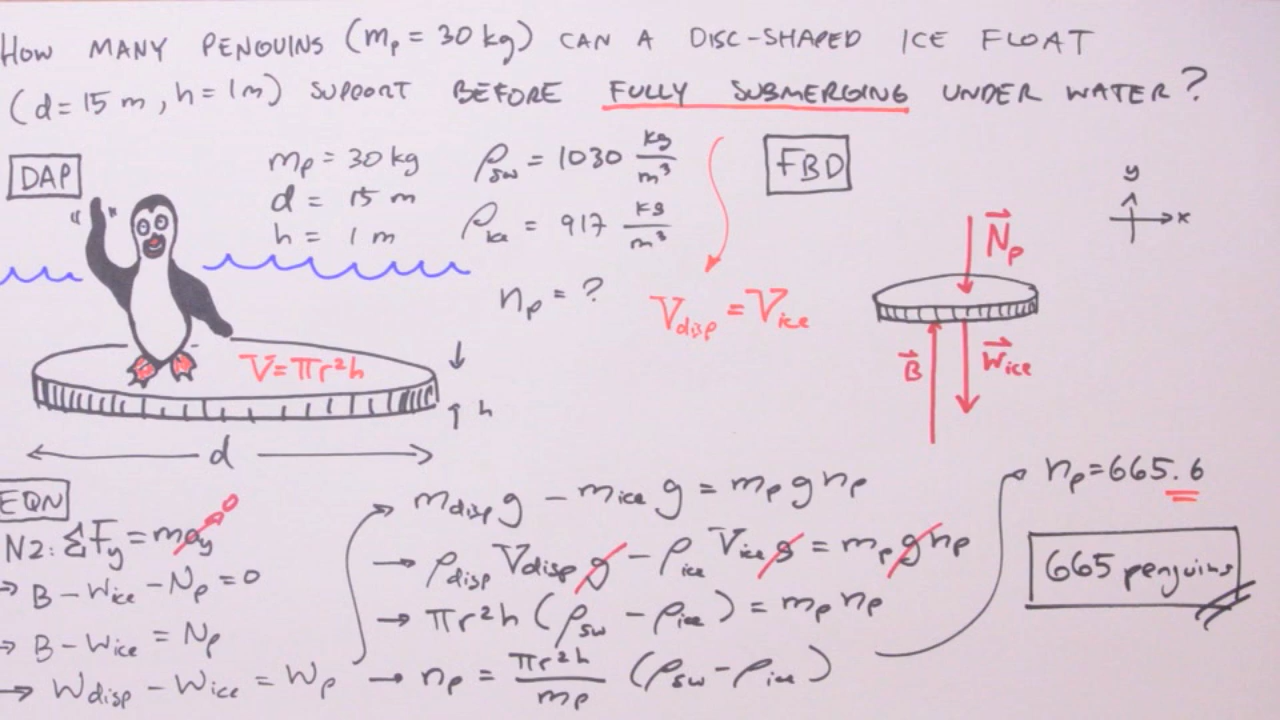 HOW MANY PENGUINS (mp = 30 kg) CAN A DISC-SHAPED ICE FLOAT
(d = 15 m, h = 1m) SUPPORT BEFORE FULLY SUBMERGING UNDER WATER?
DAP
mp = 30 kg
d = 15 m
h = 1 m
ρsw = 1030 kg/m³
ρice = 917 kg/m³
np = ?
Vdisp = Vice
FBD
y
x
N⃗p
B⃗
W⃗ice
V = πr²h
h
d
EQN
N2: ΣFy = may 0
→ B - Wice - Np = 0
→ B - Wice = Np
→ Wdisp - Wice = Wp
mdisp g - mice g = mp g np
→ ρdisp Vdisp g - ρice Vice g = mp g np
→ πr²h (ρsw - ρice) = mp np
→ np = πr²h/mp (ρsw - ρice)
np = 665.6
665 penguins